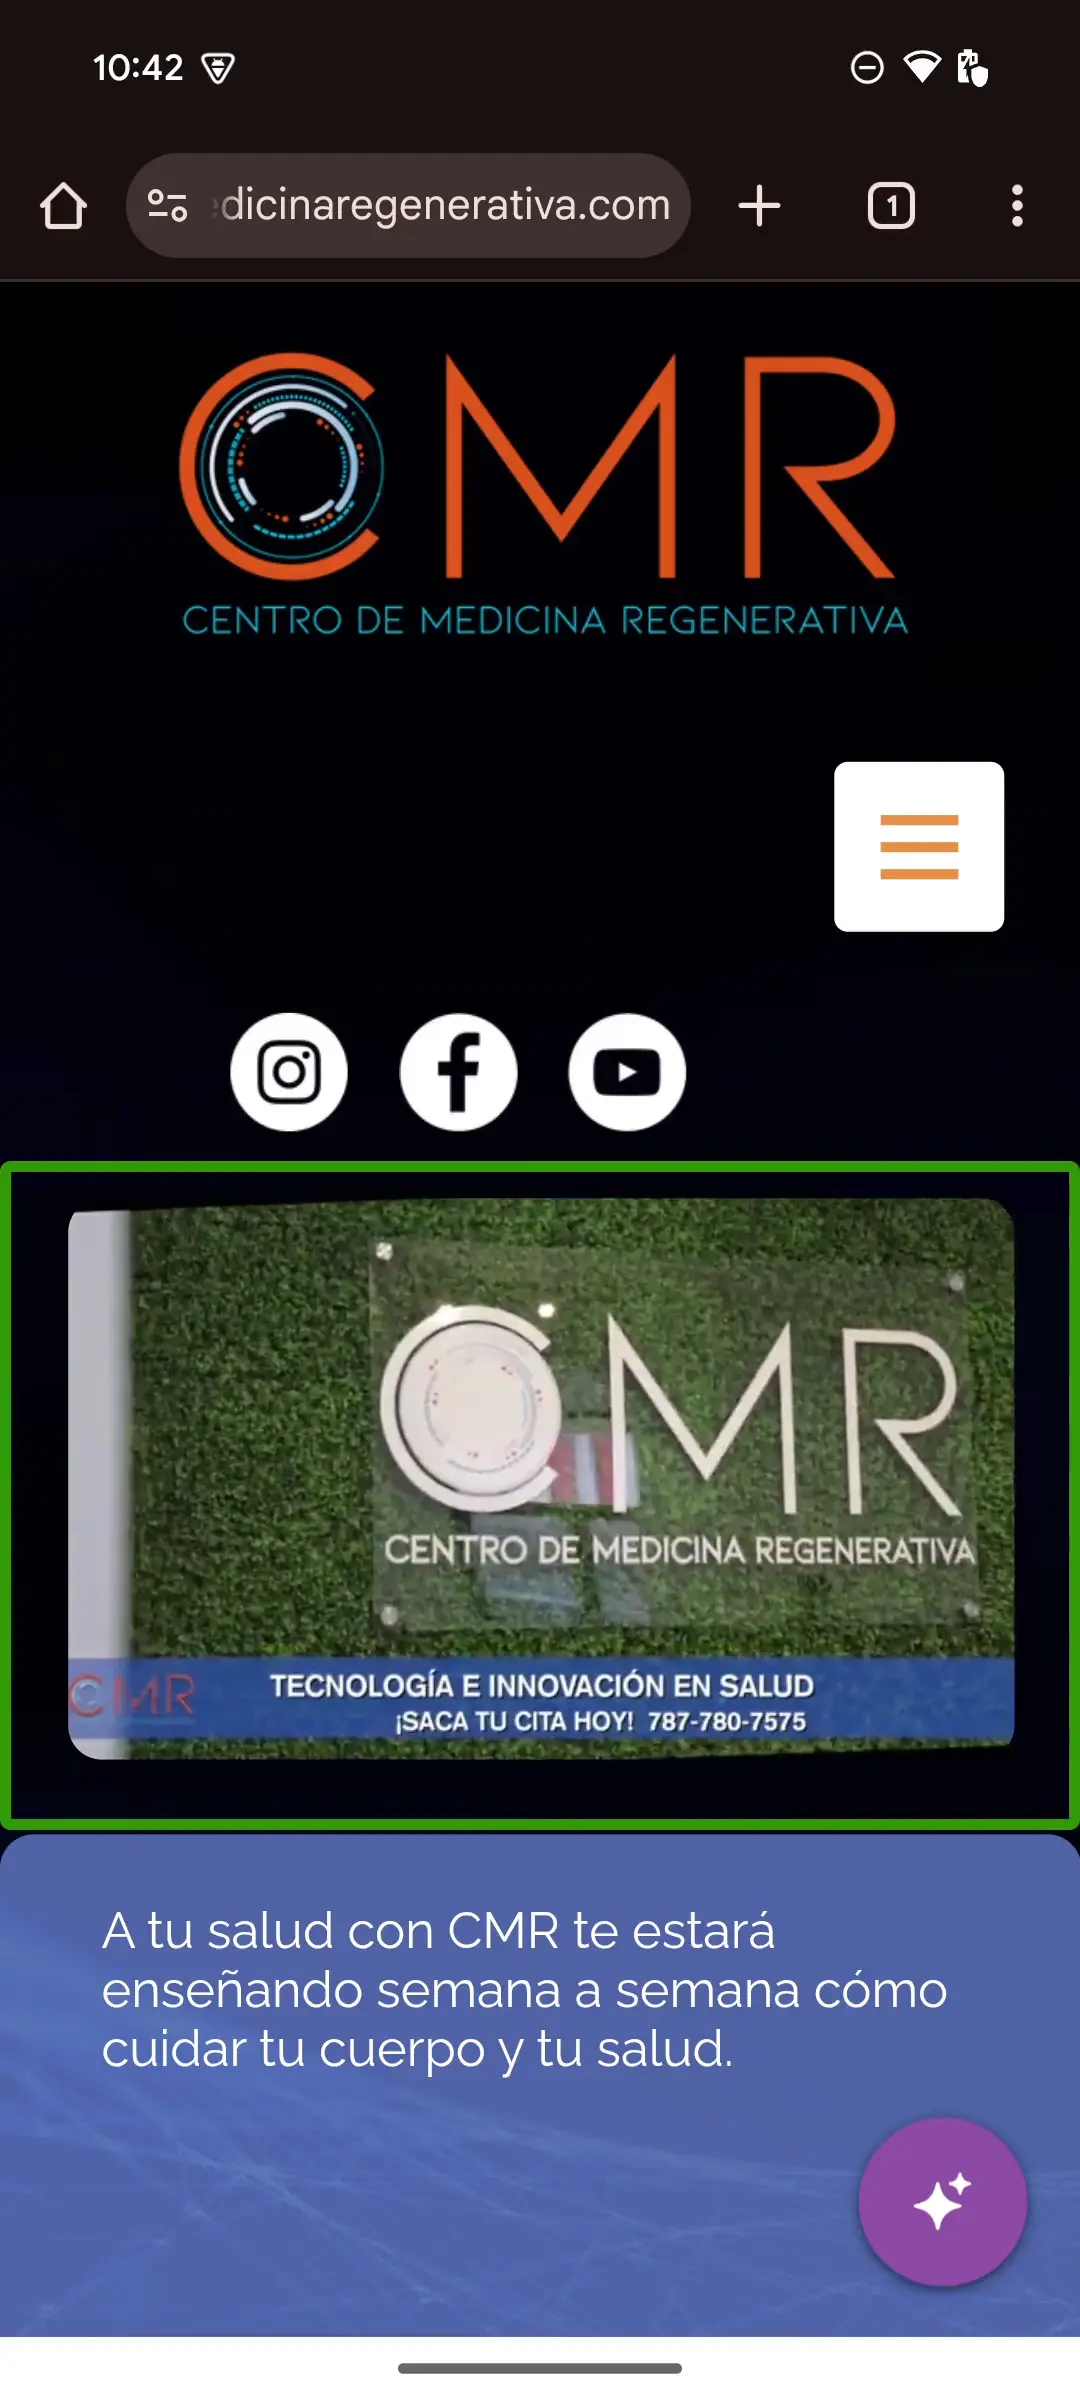 10:42
edicinaregenerativa.com
1
CMR
CENTRO DE MEDICINA REGENERATIVA
CMR
CENTRO DE MEDICINA REGENERATIVA
CMR
TECNOLOGÍA E INNOVACIÓN EN SALUD
¡SACA TU CITA HOY! 787-780-7575
A tu salud con CMR te estará
enseñando semana a semana cómo
cuidar tu cuerpo y tu salud.